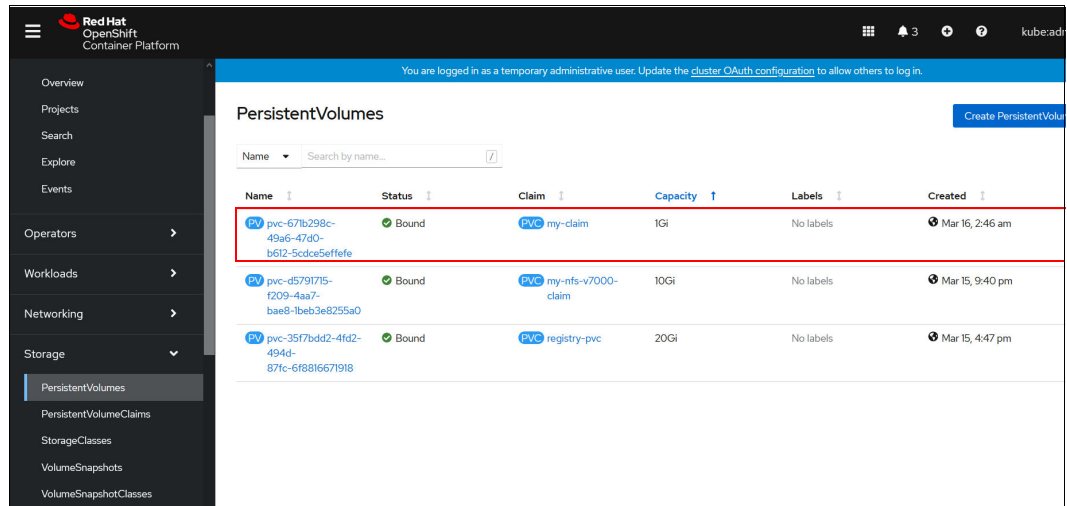 Red Hat
OpenShift
Container Platform
3
kube:adr
You are logged in as a temporary administrative user. Update the cluster OAuth configuration to allow others to log in.
Overview
Projects
Search
Explore
Events
Operators
Workloads
Networking
Storage
PersistentVolumes
PersistentVolumeClaims
StorageClasses
VolumeSnapshots
VolumeSnapshotClasses
PersistentVolumes
Create PersistentVolu
Name
Search by name...
/
Name Status Claim Capacity Labels Created
PV pvc-671b298c- Bound PVC my-claim 1Gi No labels Mar 16, 2:46 am
49a6-47d0-
b612-5cdce5effefe
PV pvc-d5791715- Bound PVC my-nfs-v7000- 10Gi No labels Mar 15, 9:40 pm
f209-4aa7- claim
bae8-1beb3e8255a0
PV pvc-35f7bdd2-4fd2- Bound PVC registry-pvc 20Gi No labels Mar 15, 4:47 pm
494d-
87fc-6f8816671918